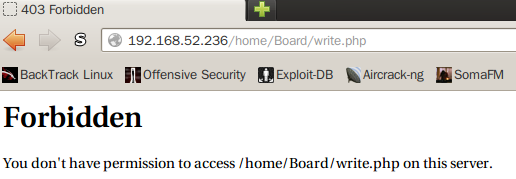 403 Forbidden
192.168.52.236/home/Board/write.php
BackTrack Linux Offensive Security Exploit-DB Aircrack-ng SomaFM
Forbidden
You don't have permission to access /home/Board/write.php on this server.